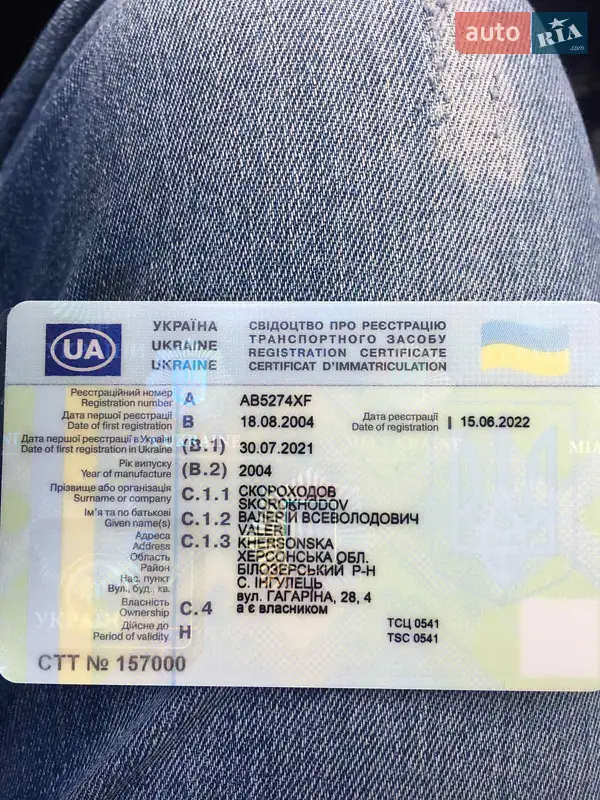 auto RIA .com
УКРАЇНА
UKRAINE
UKRAINE
СВІДОЦТВО ПРО РЕЄСТРАЦІЮ
ТРАНСПОРТНОГО ЗАСОБУ
REGISTRATION CERTIFICATE
CERTIFICAT D'IMMATRICULATION
UA
Реєстраційний номер
Registration number
A
AB5274XF
Дата першої реєстрації
Date of first registration
B
18.08.2004
Дата реєстрації
Date of registration
I
15.06.2022
Дата першої реєстрації в Україні
Date of first registration in Ukraine
(B.1)
30.07.2021
Рік випуску
Year of manufacture
(B.2)
2004
Прізвище або організація
Surname or company
C.1.1
СКОРОХОДОВ
SKOROKHODOV
Ім'я та по батькові
Given name(s)
C.1.2
ВАЛЕРІЙ ВСЕВОЛОДОВИЧ
Адреса
Address
C.1.3
KHERSONSKA
Область
ХЕРСОНСЬКА ОБЛ.
Район
БІЛОЗЕРСЬКИЙ Р-Н
Нас. пункт
С. ІНГУЛЕЦЬ
Вул., буд., кв.
вул. ГАГАРІНА, 28, 4
Власність
Ownership
C.4
а є власником
Дійсне до
Period of validity
H
ТСЦ 0541
TSC 0541
СТТ № 157000